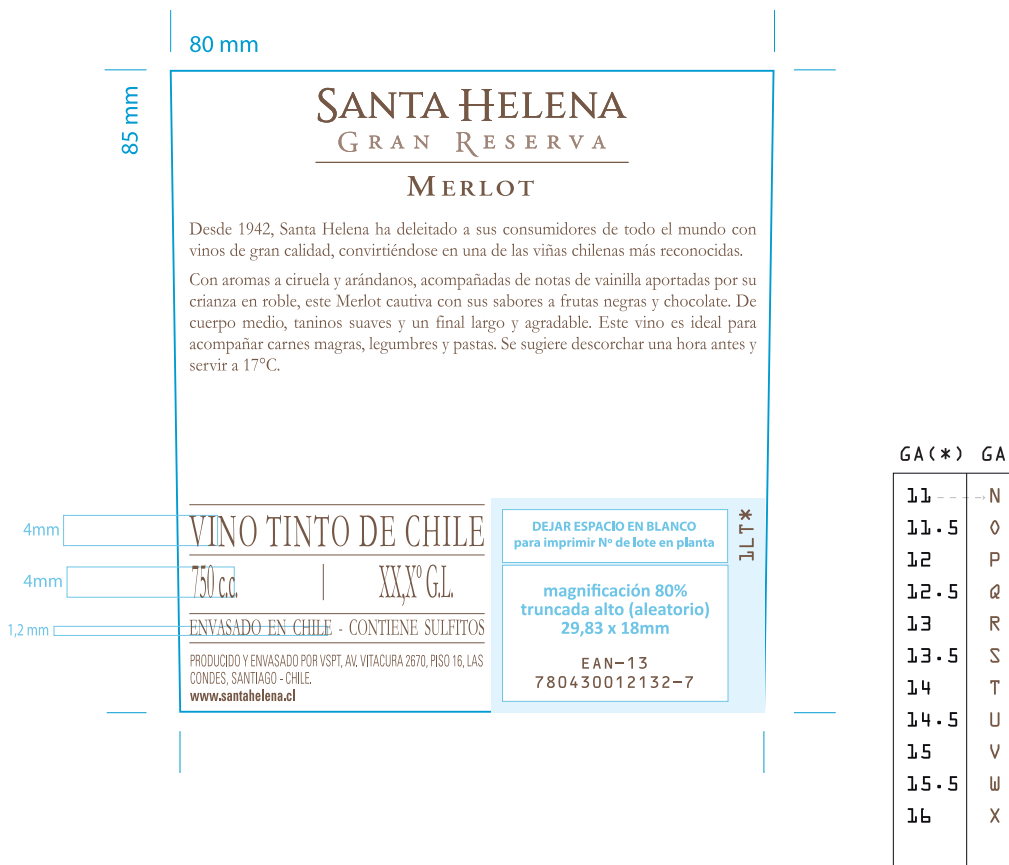 80 mm
85 mm
SANTA HELENA
GRAN RESERVA
MERLOT
Desde 1942, Santa Helena ha deleitado a sus consumidores de todo el mundo con
vinos de gran calidad, convirtiéndose en una de las viñas chilenas más reconocidas.
Con aromas a ciruela y arándanos, acompañadas de notas de vainilla aportadas por su
crianza en roble, este Merlot cautiva con sus sabores a frutas negras y chocolate. De
cuerpo medio, taninos suaves y un final largo y agradable. Este vino es ideal para
acompañar carnes magras, legumbres y pastas. Se sugiere descorchar una hora antes y
servir a 17°C.
4mm
VINO TINTO DE CHILE
4mm
750 c.c. | XX,Xº G.L.
1,2 mm
ENVASADO EN CHILE - CONTIENE SULFITOS
PRODUCIDO Y ENVASADO POR VSPT, AV. VITACURA 2670, PISO 16, LAS
CONDES, SANTIAGO - CHILE.
www.santahelena.cl
DEJAR ESPACIO EN BLANCO
para imprimir Nº de lote en planta
1LT*
magnificación 80%
truncada alto (aleatorio)
29,83 x 18mm
EAN-13
780430012132-7
GA(*) GA
11 N
11.5 O
12 P
12.5 Q
13 R
13.5 S
14 T
14.5 U
15 V
15.5 W
16 X